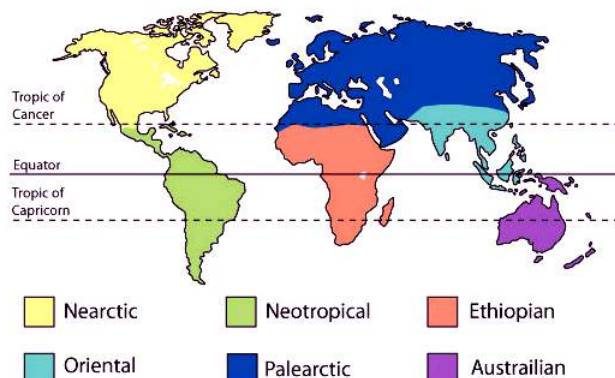 Tropic of
Cancer
Equator
Tropic of
Capricorn
Nearctic
Neotropical
Ethiopian
Oriental
Palearctic
Austrailian